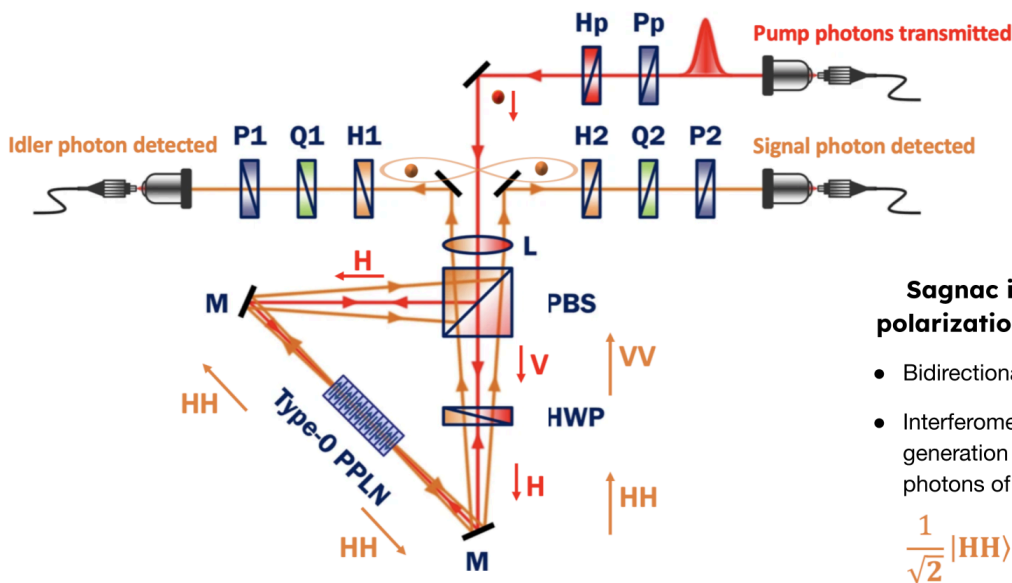 Hp
Pp
Pump photons transmitted
Idler photon detected
P1
Q1
H1
H2
Q2
P2
Signal photon detected
L
H
M
PBS
V
VV
HWP
HH
Type-0 PPLN
H
HH
HH
M
Sagnac i
polarizatio
● Bidirectiona
● Interferome
generation
photons of
1
√2
|HH⟩